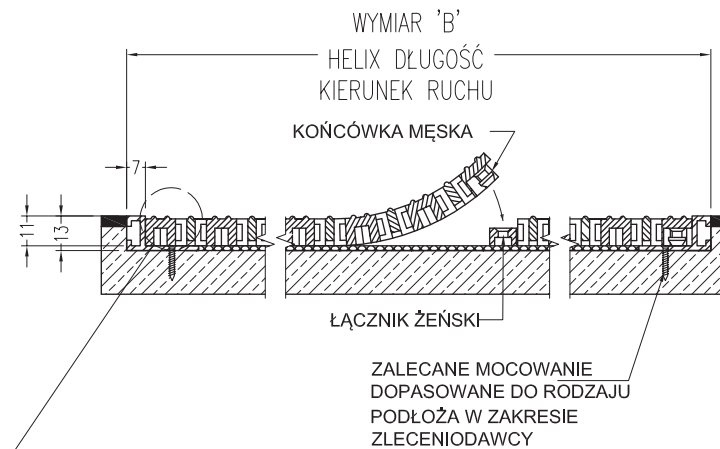 WYMIAR 'B'
HELIX DŁUGOŚĆ
KIERUNEK RUCHU
KOŃCÓWKA MĘSKA
7
11
13
ŁĄCZNIK ŻEŃSKI
ZALECANE MOCOWANIE
DOPASOWANE DO RODZAJU
PODŁOŻA W ZAKRESIE
ZLECENIODAWCY